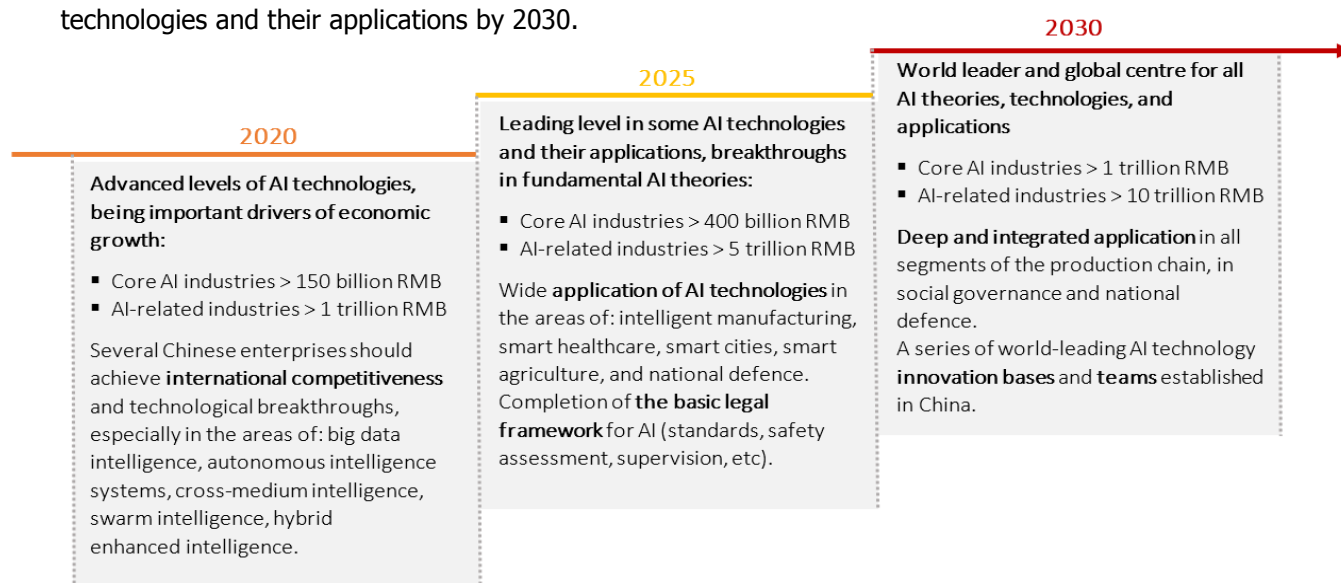 technologies and their applications by 2030.
2020
Advanced levels of AI technologies,
being important drivers of economic
growth:
▪ Core AI industries > 150 billion RMB
▪ AI-related industries > 1 trillion RMB
Several Chinese enterprises should
achieve international competitiveness
and technological breakthroughs,
especially in the areas of: big data
intelligence, autonomous intelligence
systems, cross-medium intelligence,
swarm intelligence, hybrid
enhanced intelligence.
2025
Leading level in some AI technologies
and their applications, breakthroughs
in fundamental AI theories:
▪ Core AI industries > 400 billion RMB
▪ AI-related industries > 5 trillion RMB
Wide application of AI technologies in
the areas of: intelligent manufacturing,
smart healthcare, smart cities, smart
agriculture, and national defence.
Completion of the basic legal
framework for AI (standards, safety
assessment, supervision, etc).
2030
World leader and global centre for all
AI theories, technologies, and
applications
▪ Core AI industries > 1 trillion RMB
▪ AI-related industries > 10 trillion RMB
Deep and integrated application in all
segments of the production chain, in
social governance and national
defence.
A series of world-leading AI technology
innovation bases and teams established
in China.